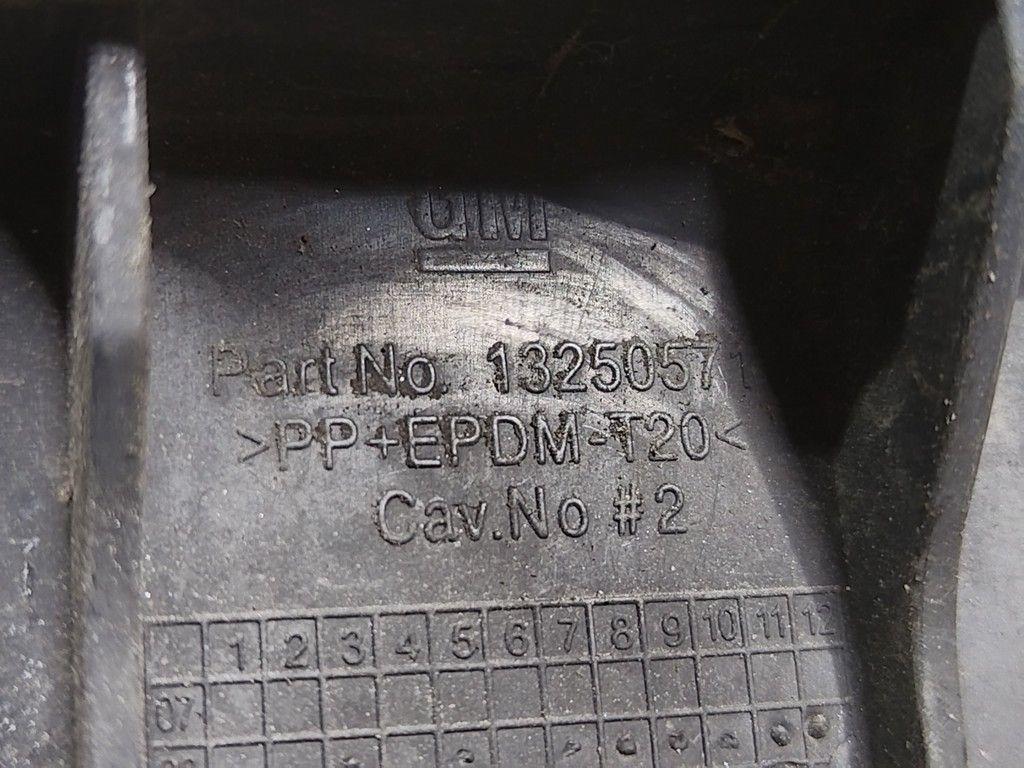 GM
Part No. 13250571
>PP+EPDM-T20<
Cav.No #2
1 2 3 4 5 6 7 8 9 10 11 12
07